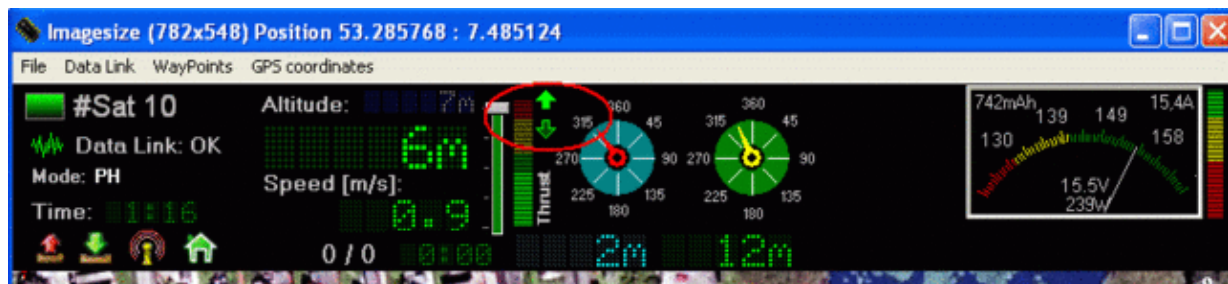 Imagesize (782x548) Position 53.285768 : 7.485124
File Data Link WayPoints GPS coordinates
#Sat 10
Data Link: OK
Mode: PH
Time: 1:16
Altitude: 7m
6m
Speed [m/s]:
0.9
0 / 0 0:00
Thrust
360
315 45
270 90
225 135
180
2m
360
315 45
270 90
225 135
180
12m
742mAh 15,4A
130 139 149 158
15.5V
239W